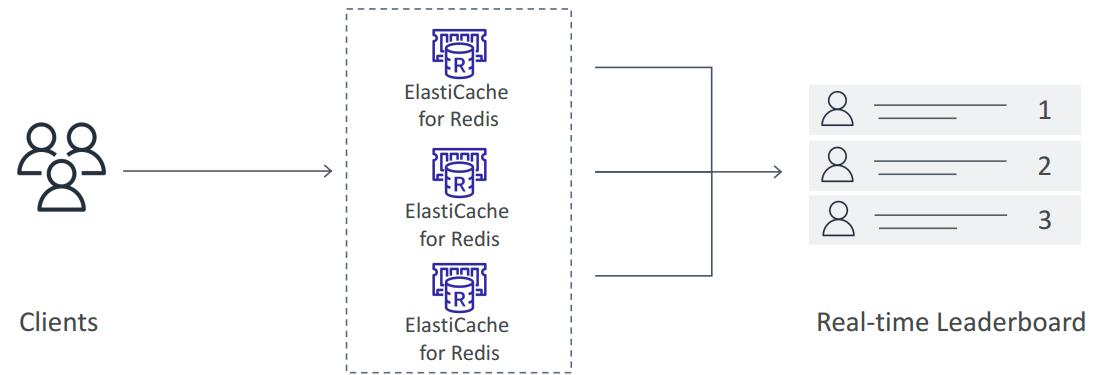 R
ElastiCache
for Redis
R
ElastiCache
for Redis
R
ElastiCache
for Redis
1
2
3
Clients
Real-time Leaderboard